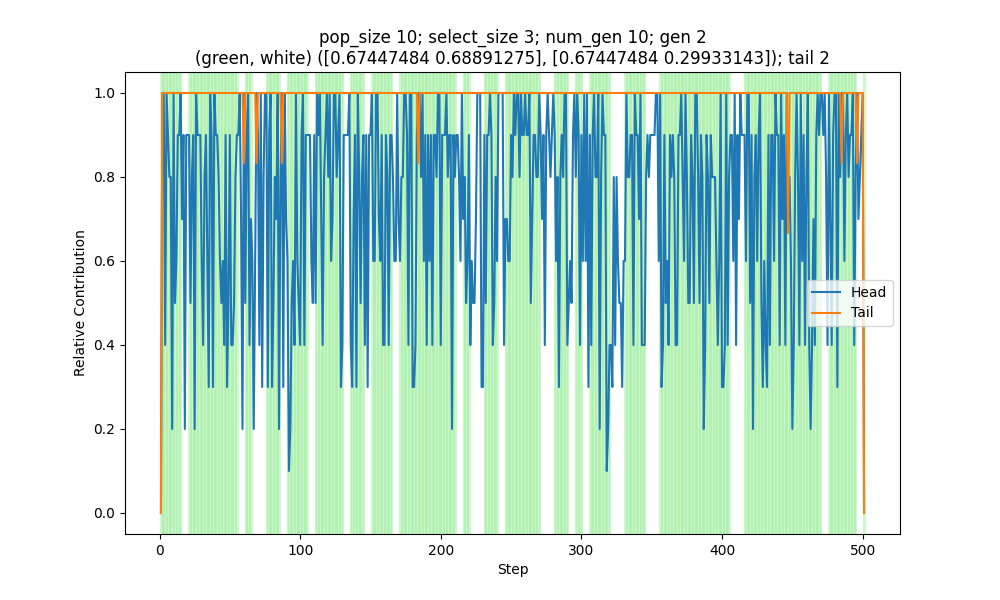 pop_size 10; select_size 3; num_gen 10; gen 2
(green, white) ([0.67447484 0.68891275], [0.67447484 0.29933143]); tail 2
1.0
0.8
0.6
0.4
0.2
0.0
Relative Contribution
Head
Tail
0
100
200
300
400
500
Step